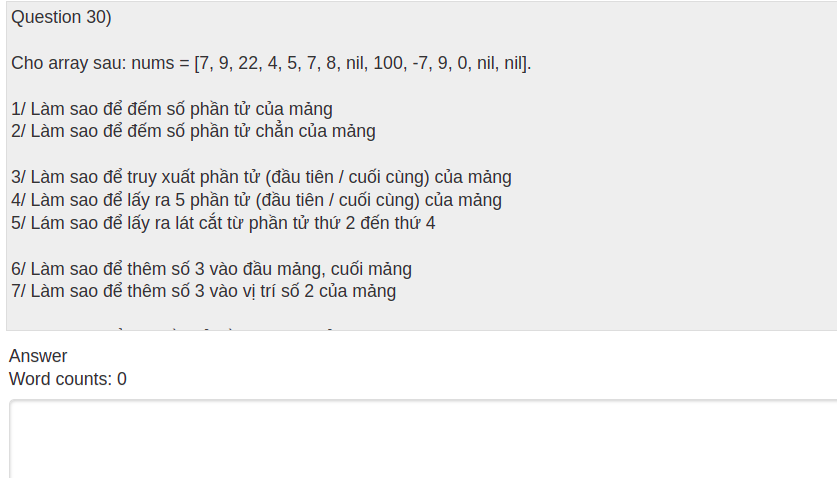 Question 30)
Cho array sau: nums = [7, 9, 22, 4, 5, 7, 8, nil, 100, -7, 9, 0, nil, nil].
1/ Làm sao để đếm số phần tử của mảng
2/ Làm sao để đếm số phần tử chẵn của mảng
3/ Làm sao để truy xuất phần tử (đầu tiên / cuối cùng) của mảng
4/ Làm sao để lấy ra 5 phần tử (đầu tiên / cuối cùng) của mảng
5/ Lám sao để lấy ra lát cắt từ phần tử thứ 2 đến thứ 4
6/ Làm sao để thêm số 3 vào đầu mảng, cuối mảng
7/ Làm sao để thêm số 3 vào vị trí số 2 của mảng
Answer
Word counts: 0